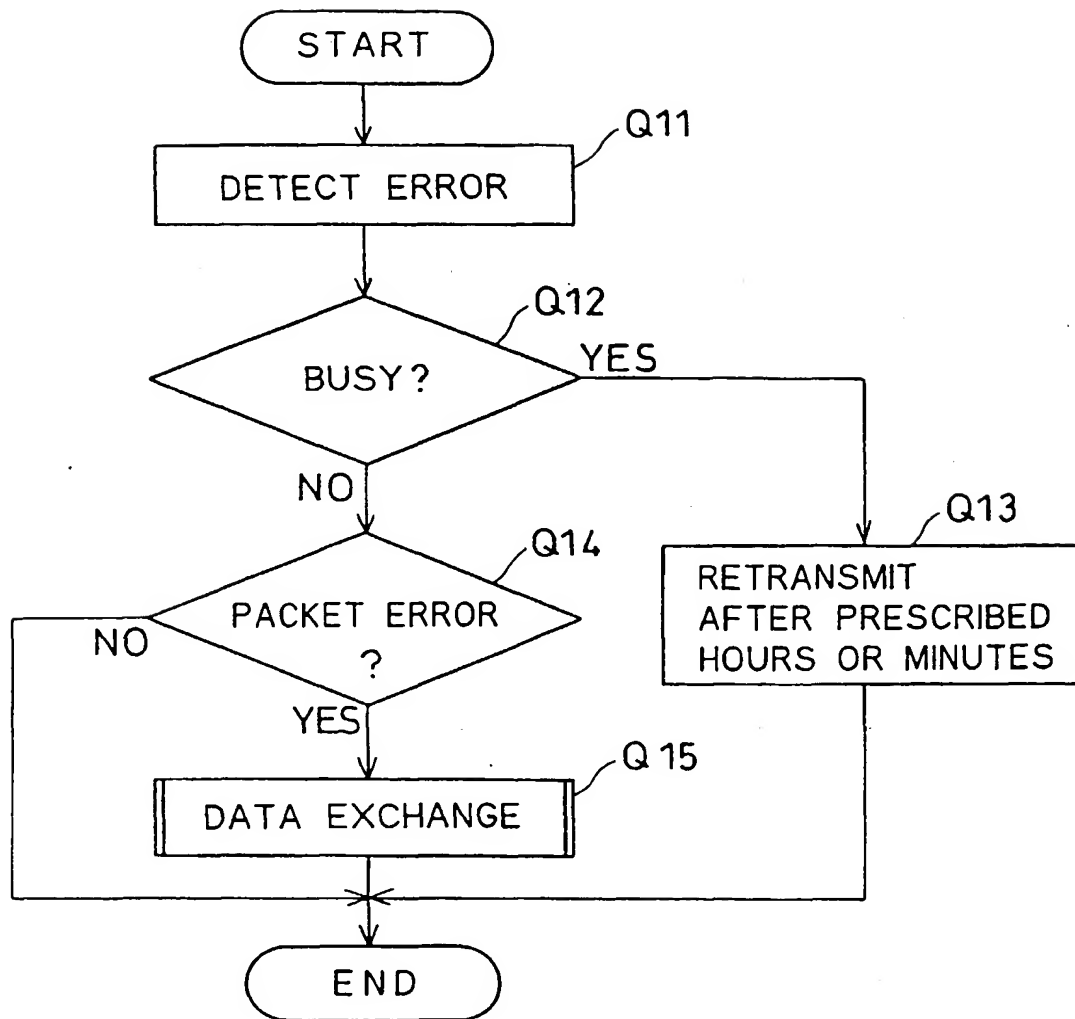 START
Q11
DETECT ERROR
Q12
BUSY?
YES
NO
Q13
RETRANSMIT
AFTER PRESCRIBED
HOURS OR MINUTES
Q14
PACKET ERROR
?
NO
YES
Q15
DATA EXCHANGE
END